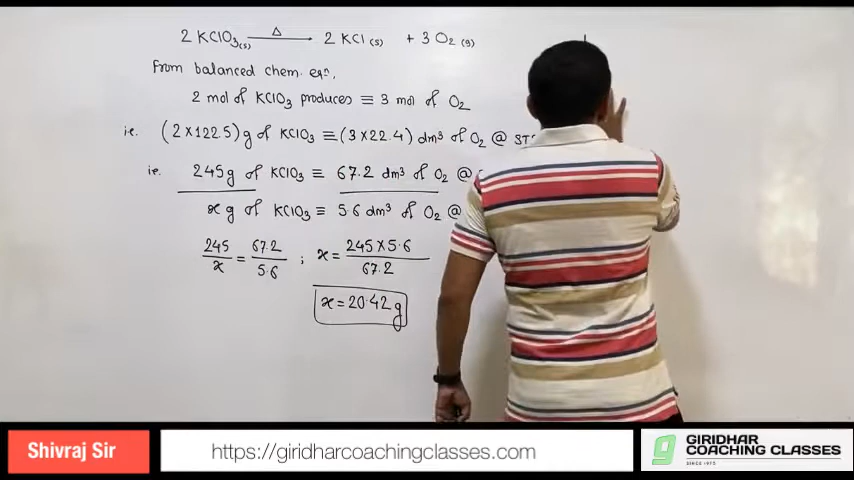 2 KClO3(s) —Δ→ 2 KCl (s) + 3 O2 (g)
From balanced chem. eqn,
2 mol of KClO3 produces ≡ 3 mol of O2
i.e. (2×122.5)g of KClO3 ≡ (3×22.4) dm³ of O2 @
ie. 245g of KClO3 ≡ 67.2 dm³ of O2 @
x g of KClO3 ≡ 5.6 dm³ of O2 @
245/x = 67.2/5.6 ; x = 245×5.6/67.2
x = 20.42 g
Shivraj Sir
https://giridharcoachingclasses.com
GIRIDHAR
COACHING CLASSES
SINCE 1975